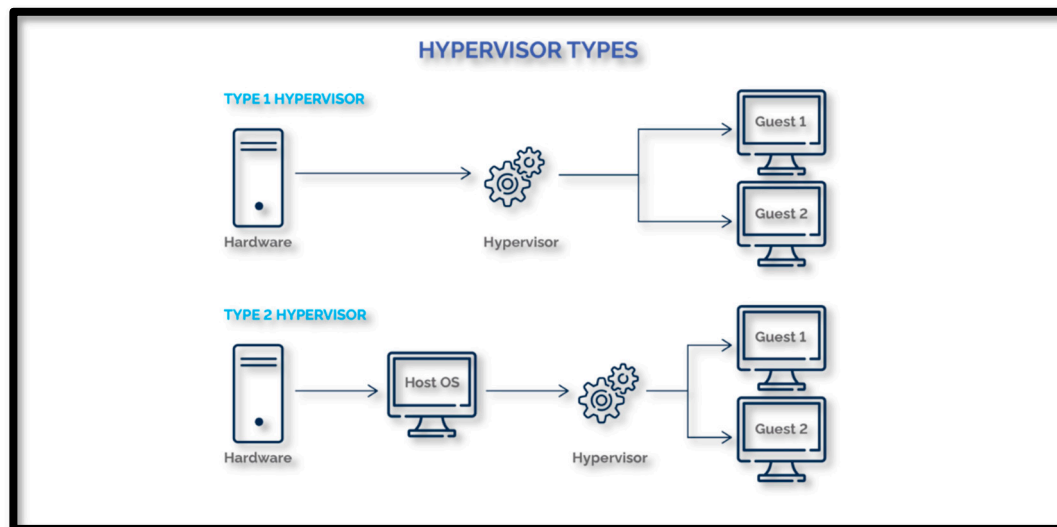 HYPERVISOR TYPES
TYPE 1 HYPERVISOR
Guest 1
Guest 2
Hardware
Hypervisor
TYPE 2 HYPERVISOR
Guest 1
Host OS
Guest 2
Hardware
Hypervisor